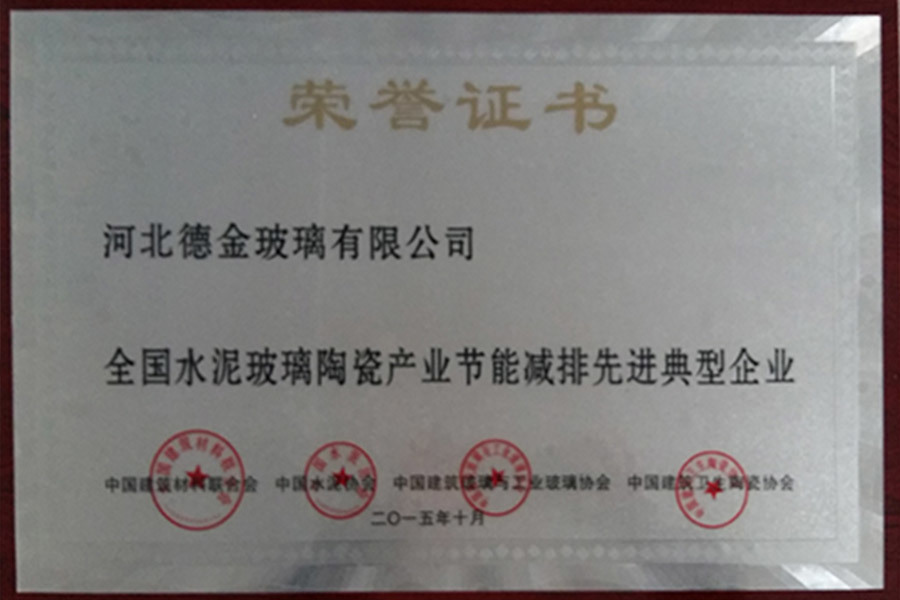 荣誉证书
河北德金玻璃有限公司
全国水泥玻璃陶瓷产业节能减排先进典型企业
中国建筑材料联合会 中国水泥协会 中国建筑玻璃与工业玻璃协会 中国建筑卫生陶瓷协会
二〇一五年十月